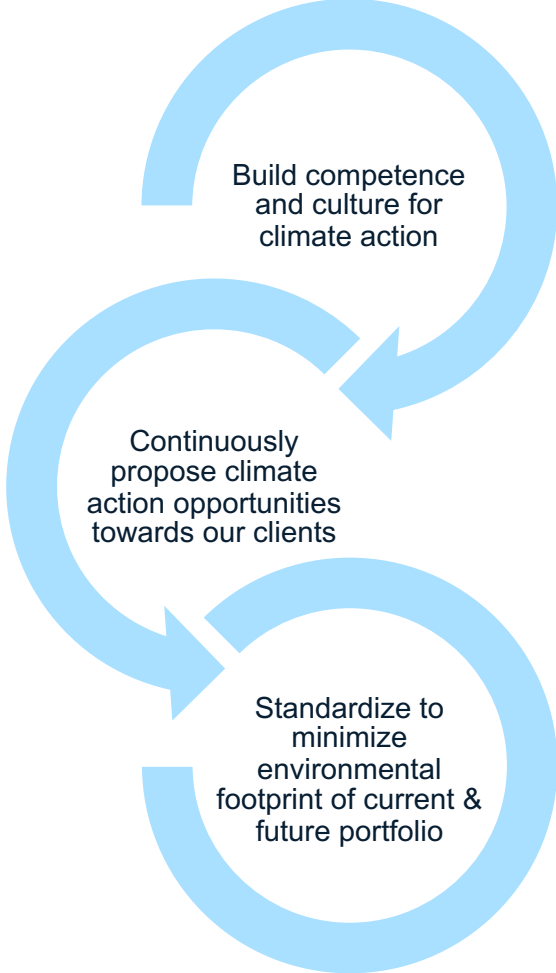 Build competence
and culture for
climate action
Continuously
propose climate
action opportunities
towards our clients
Standardize to
minimize
environmental
footprint of current &
future portfolio